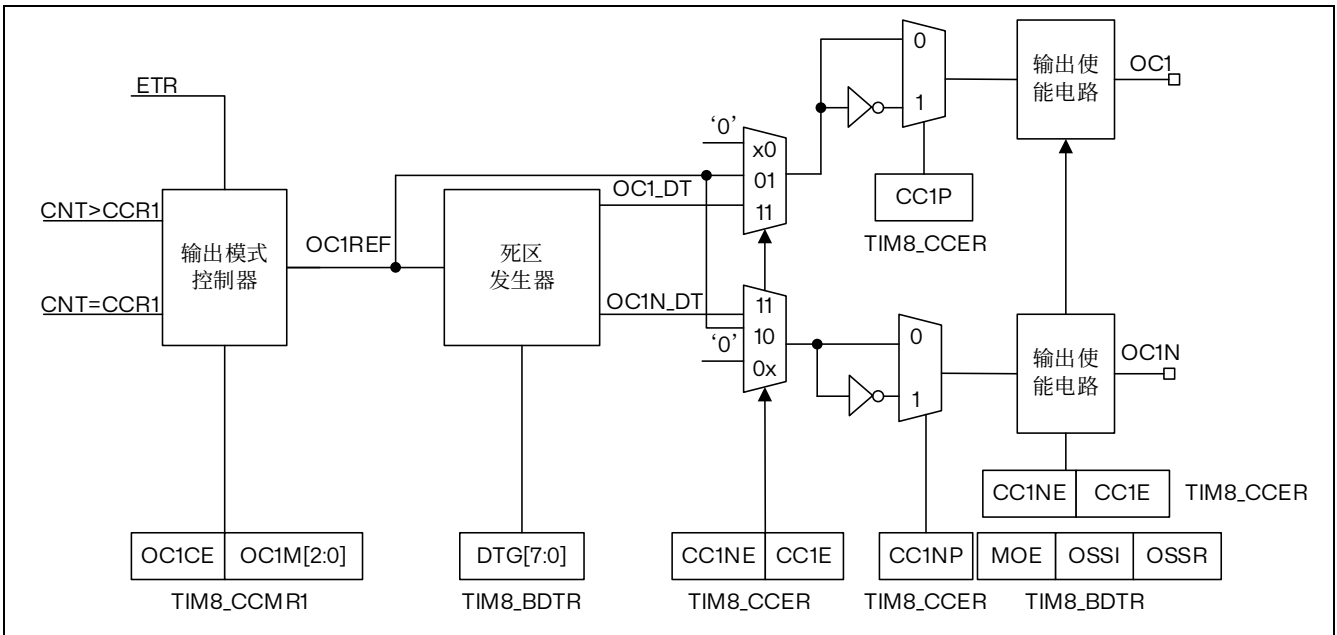 ETR
CNT>CCR1
CNT=CCR1
输出模式
控制器
OC1REF
死区
发生器
OC1_DT
OC1N_DT
‘0’
x0
01
11
11
10
0x
‘0’
0
1
CC1P
TIM8_CCER
0
1
输出使
能电路
OC1
输出使
能电路
OC1N
CC1NE CC1E TIM8_CCER
OC1CE OC1M[2:0]
TIM8_CCMR1
DTG[7:0]
TIM8_BDTR
CC1NE CC1E
TIM8_CCER
CC1NP
TIM8_CCER
MOE OSSI OSSR
TIM8_BDTR